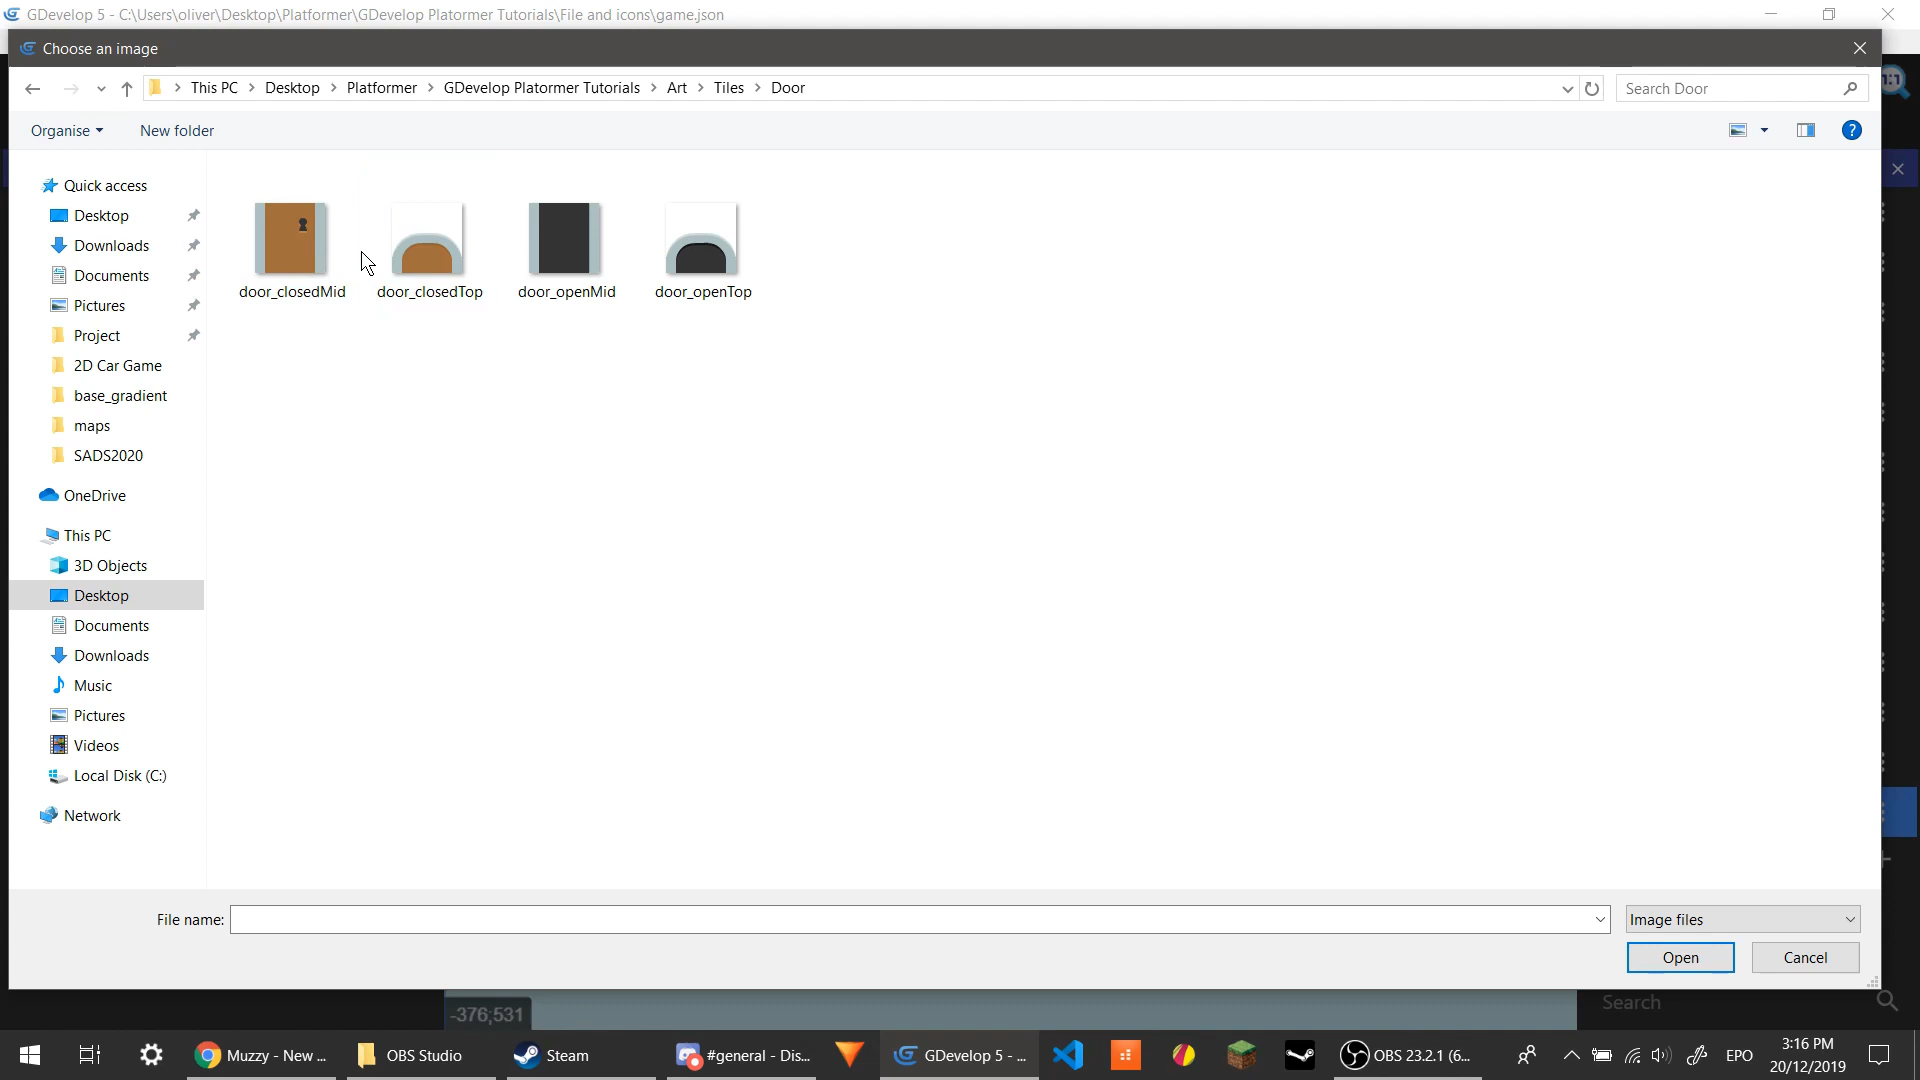 GDevelop 5 - C:\Users\oliver\Desktop\Platformer\GDevelop Platormer Tutorials\File and icons\game.json
Choose an image
This PC > Desktop > Platformer > GDevelop Platormer Tutorials > Art > Tiles > Door
Search Door
1:1
Organise
New folder
?
Quick access
Desktop
Downloads
Documents
Pictures
Project
2D Car Game
base_gradient
maps
SADS2020
OneDrive
This PC
3D Objects
Desktop
Documents
Downloads
Music
Pictures
Videos
Local Disk (C:)
Network
door_closedMid
door_closedTop
door_openMid
door_openTop
File name:
Image files
Open
Cancel
-376;531
Search
Muzzy - New ...
OBS Studio
Steam
#general - Dis...
GDevelop 5 - ...
OBS 23.2.1 (6...
EPO
3:16 PM
20/12/2019